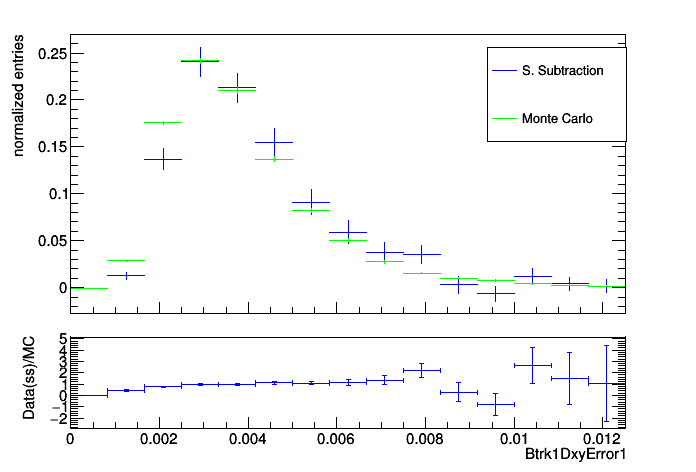 normalized entries
0.25
0.2
0.15
0.1
0.05
0
S. Subtraction
Monte Carlo
Data(ss)/MC
5
4
3
2
1
0
−1
−2
0 0.002 0.004 0.006 0.008 0.01 0.012
Btrk1DxyError1